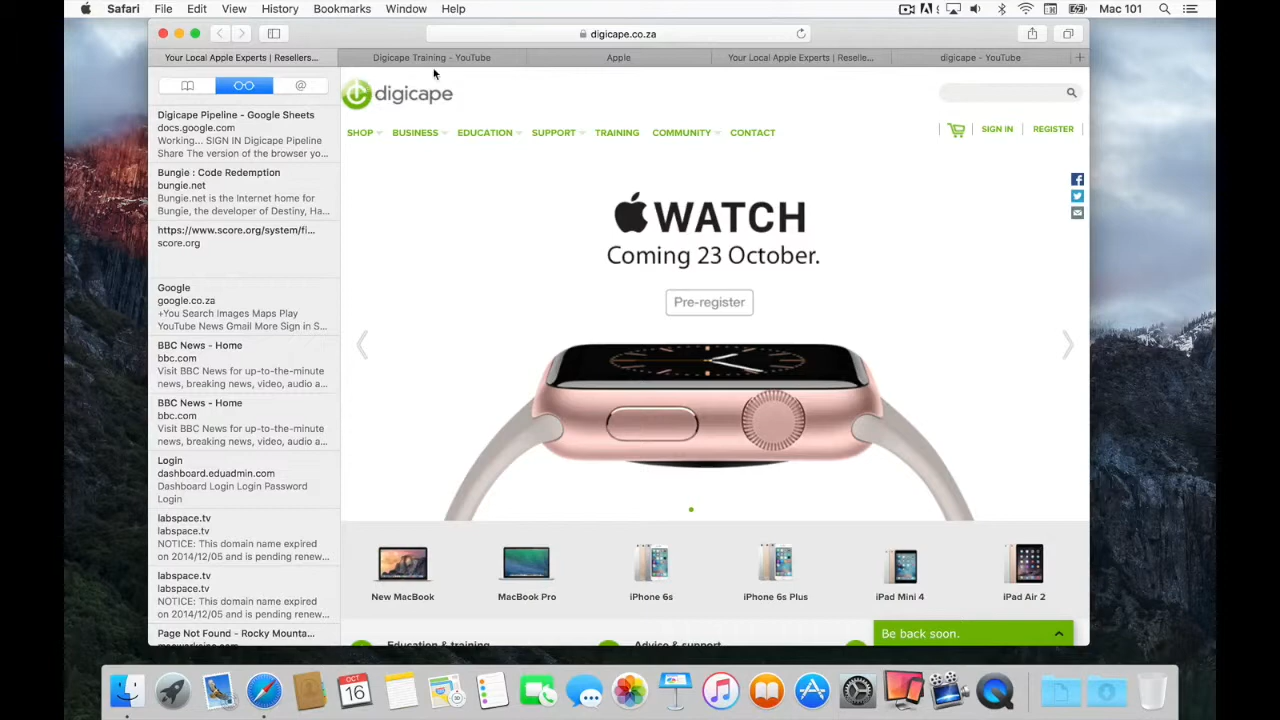 Safari File Edit View History Bookmarks Window Help Mac 101
digicape.co.za
Your Local Apple Experts | Resellers... Digicape Training - YouTube Apple Your Local Apple Experts | Reselle... digicape - YouTube
Digicape Pipeline - Google Sheets
docs.google.com
Working... SIGN IN Digicape Pipeline
Share The version of the browser yo...
Bungie : Code Redemption
bungie.net
Bungie.net is the Internet home for
Bungie, the developer of Destiny, Ha...
https://www.score.org/system/fi...
score.org
Google
google.co.za
+You Search Images Maps Play
YouTube News Gmail More Sign in S...
BBC News - Home
bbc.com
Visit BBC News for up-to-the-minute
news, breaking news, video, audio a...
BBC News - Home
bbc.com
Visit BBC News for up-to-the-minute
news, breaking news, video, audio a...
Login
dashboard.eduadmin.com
Dashboard Login Login Password
Login
labspace.tv
labspace.tv
NOTICE: This domain name expired
on 2014/12/05 and is pending renew...
labspace.tv
labspace.tv
NOTICE: This domain name expired
on 2014/12/05 and is pending renew...
Page Not Found - Rocky Mounta...
digicape
SHOP BUSINESS EDUCATION SUPPORT TRAINING COMMUNITY CONTACT SIGN IN REGISTER
WATCH
Coming 23 October.
Pre-register
New MacBook MacBook Pro iPhone 6s iPhone 6s Plus iPad Mini 4 iPad Air 2
Education & training Advice & support
Be back soon.
OCT
16